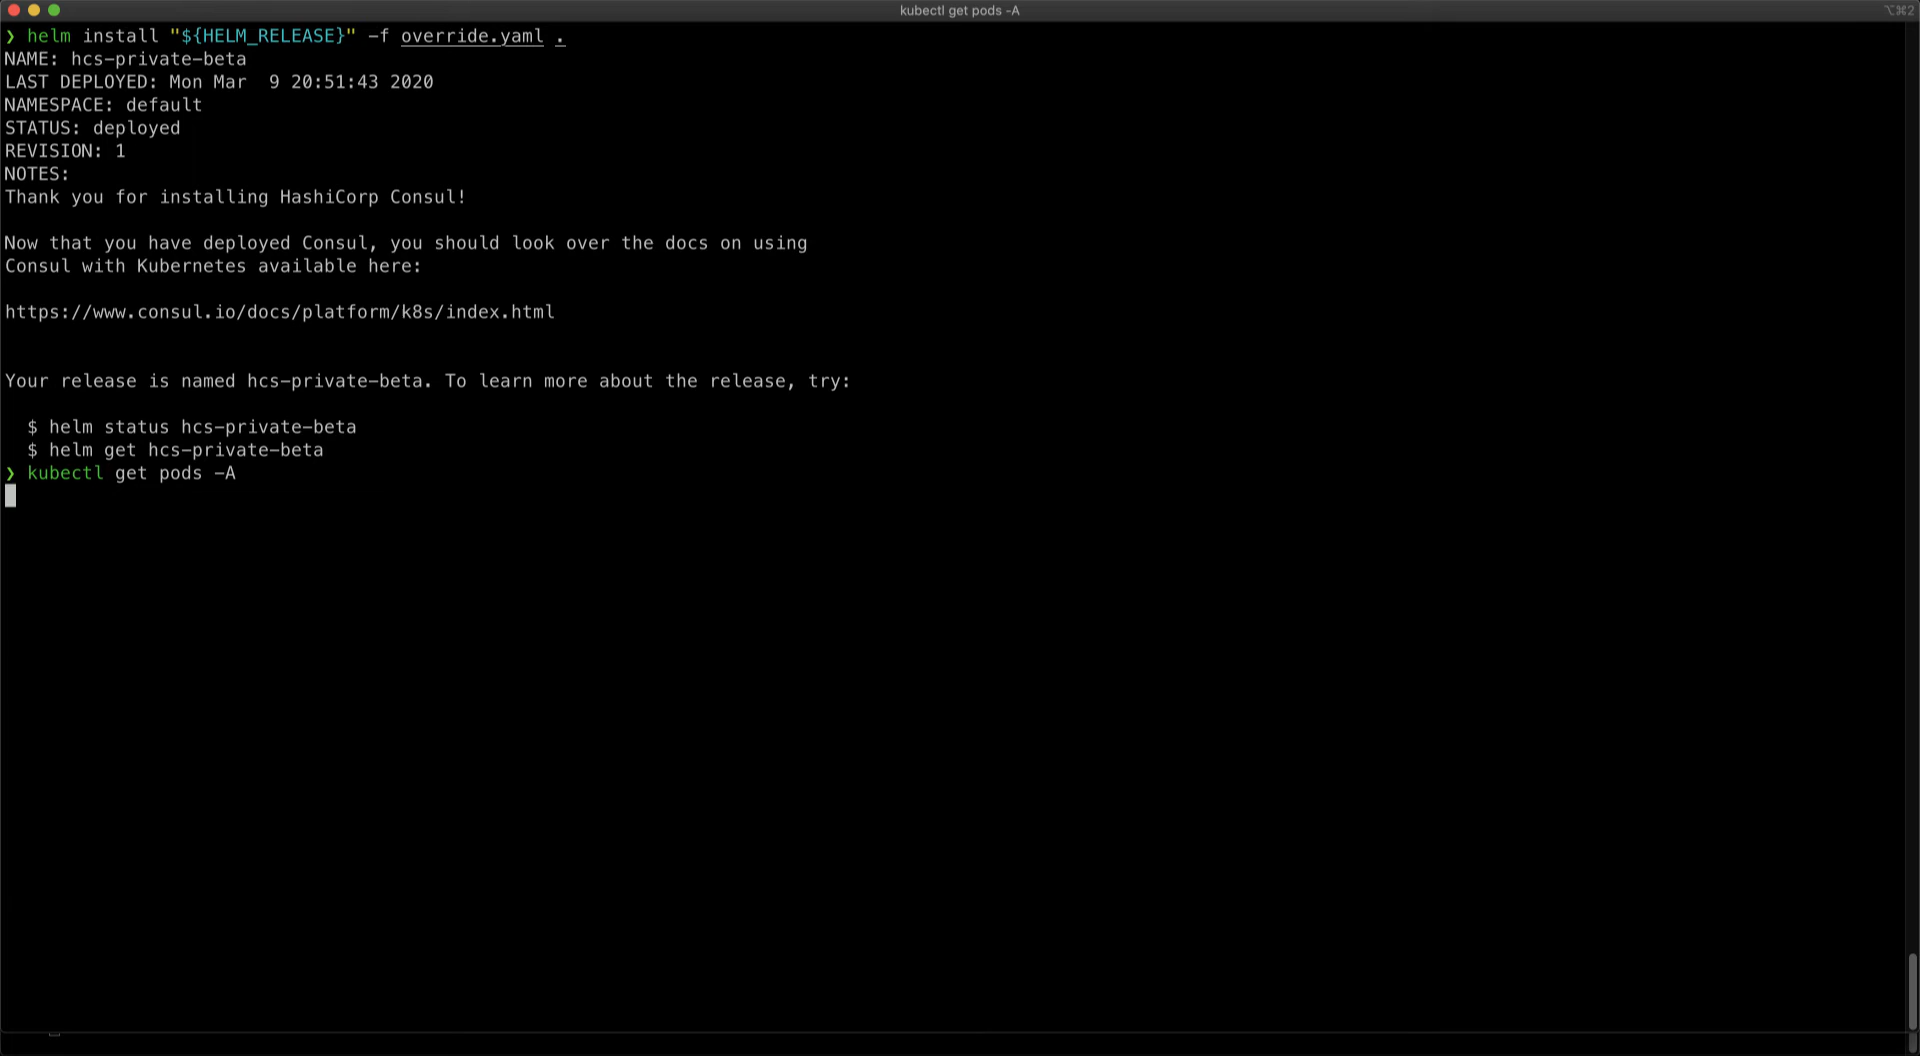 kubectl get pods -A
⌥⌘2
❯ helm install "${HELM_RELEASE}" -f override.yaml .
NAME: hcs-private-beta
LAST DEPLOYED: Mon Mar  9 20:51:43 2020
NAMESPACE: default
STATUS: deployed
REVISION: 1
NOTES:
Thank you for installing HashiCorp Consul!
Now that you have deployed Consul, you should look over the docs on using
Consul with Kubernetes available here:
https://www.consul.io/docs/platform/k8s/index.html
Your release is named hcs-private-beta. To learn more about the release, try:
$ helm status hcs-private-beta
$ helm get hcs-private-beta
❯ kubectl get pods -A